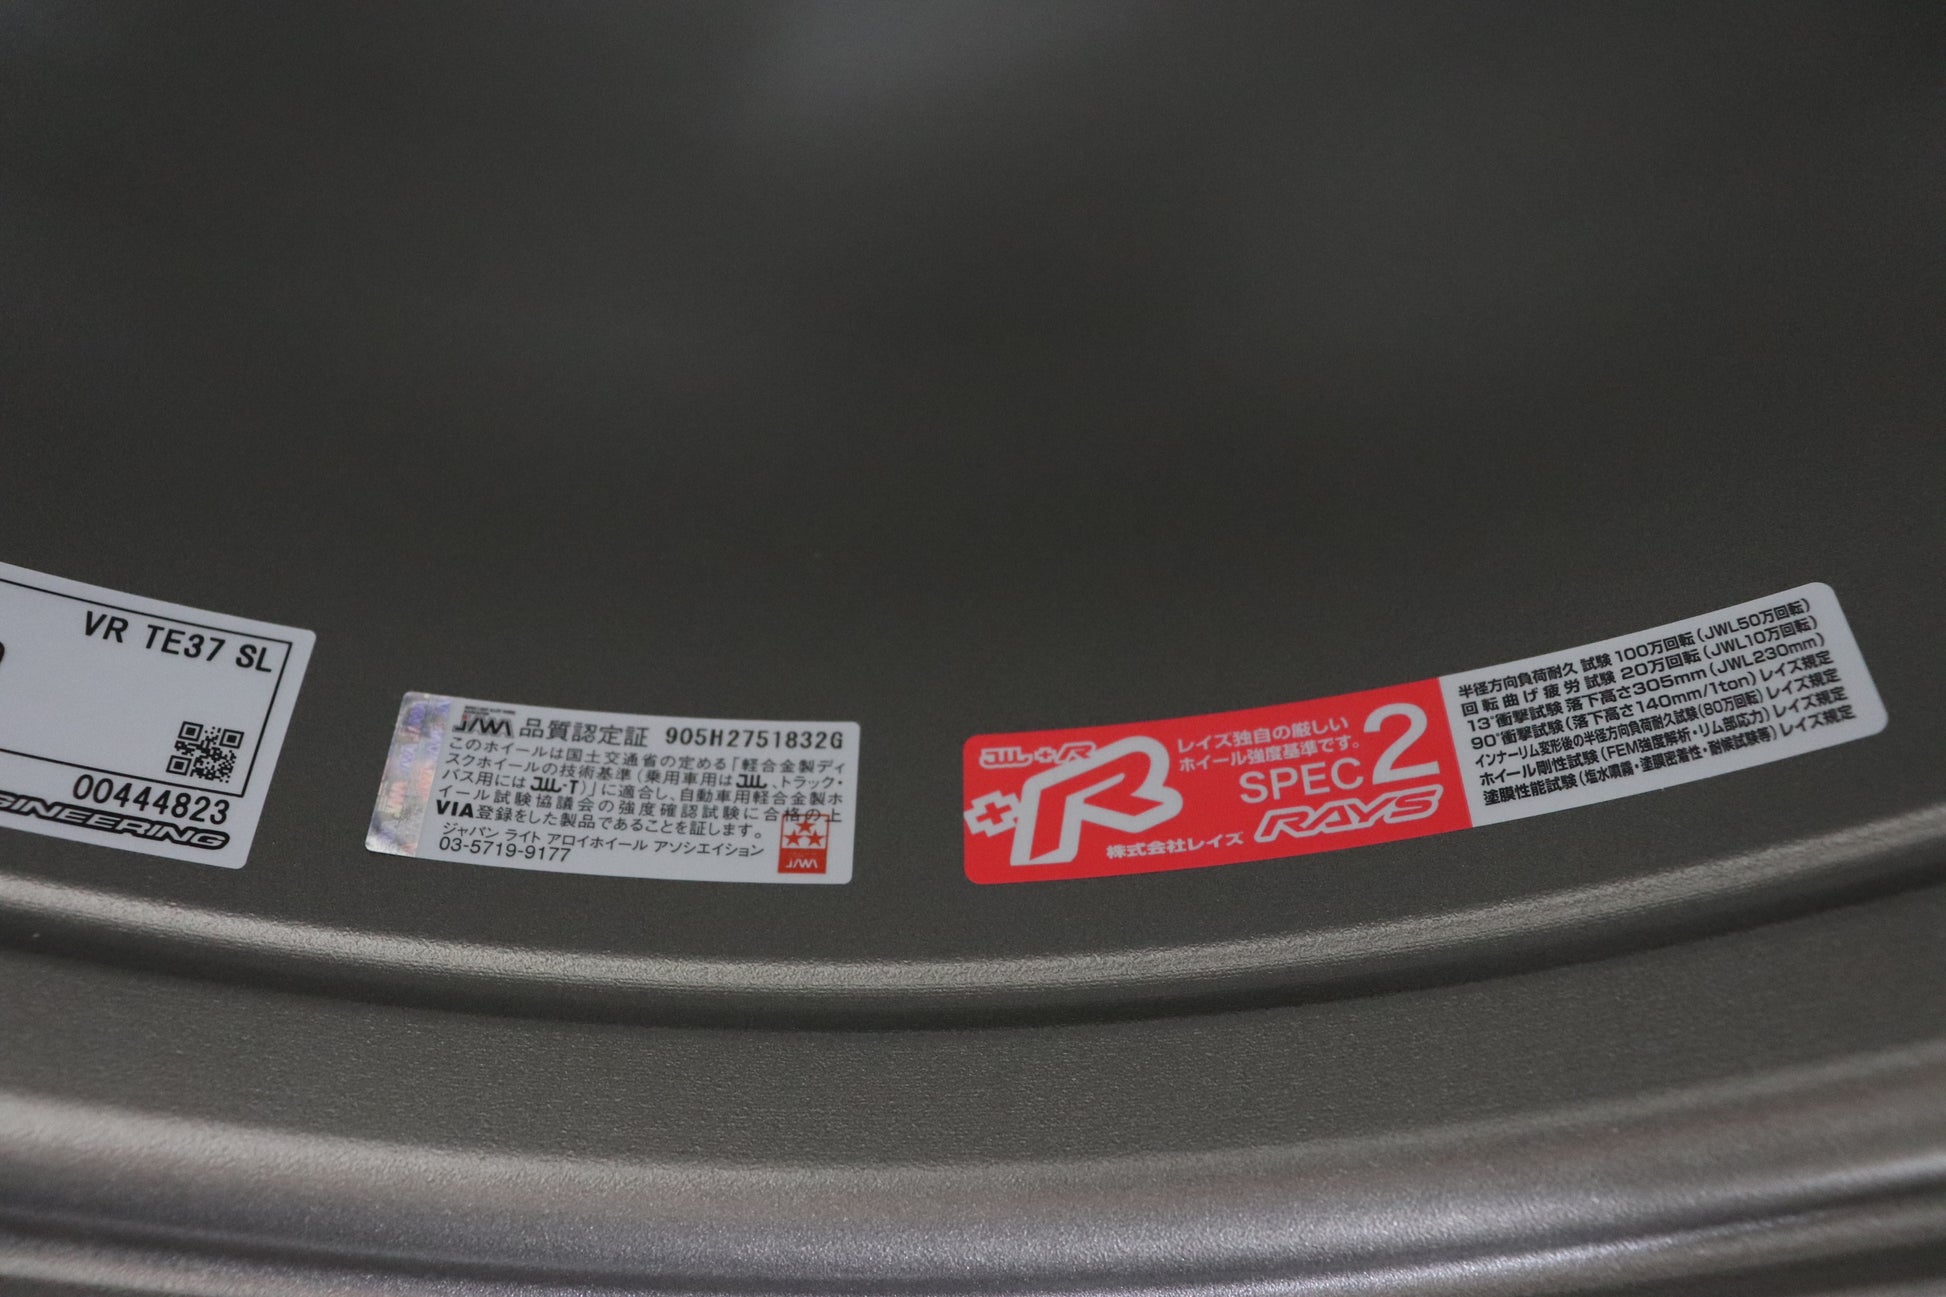 VR TE37 SL
00444823
GINEERING
JAWA 品質認定証 905H2751832G
このホイールは国土交通省の定める「軽合金製ディ
スクホイールの技術基準(乗用車用はJWL、トラック・
バス用にはJWL・T)」に適合し、自動車用軽合金製ホ
イール試験協議会の強度確認試験に合格の上
VIA登録をした製品であることを証します。
ジャパン ライト アロイホイール アソシエイション
03-5719-9177
JAWA
JWL+R
+R
レイズ独自の厳しい
ホイール強度基準です。
SPEC 2
株式会社レイズ RAYS
半径方向負荷耐久 試験 100万回転(JWL50万回転)
回転曲げ疲労 試験 20万回転(JWL10万回転)
13°衝撃試験 落下高さ305mm(JWL230mm)
90°衝撃試験(落下高さ140mm/1ton)レイズ規定
インナーリム変形後の半径方向負荷耐久試験(80万回転)レイズ規定
ホイール剛性試験(FEM強度解析・リム部応力)レイズ規定
塗膜性能試験(塩水噴霧・塗膜密着性・耐候試験等)レイズ規定